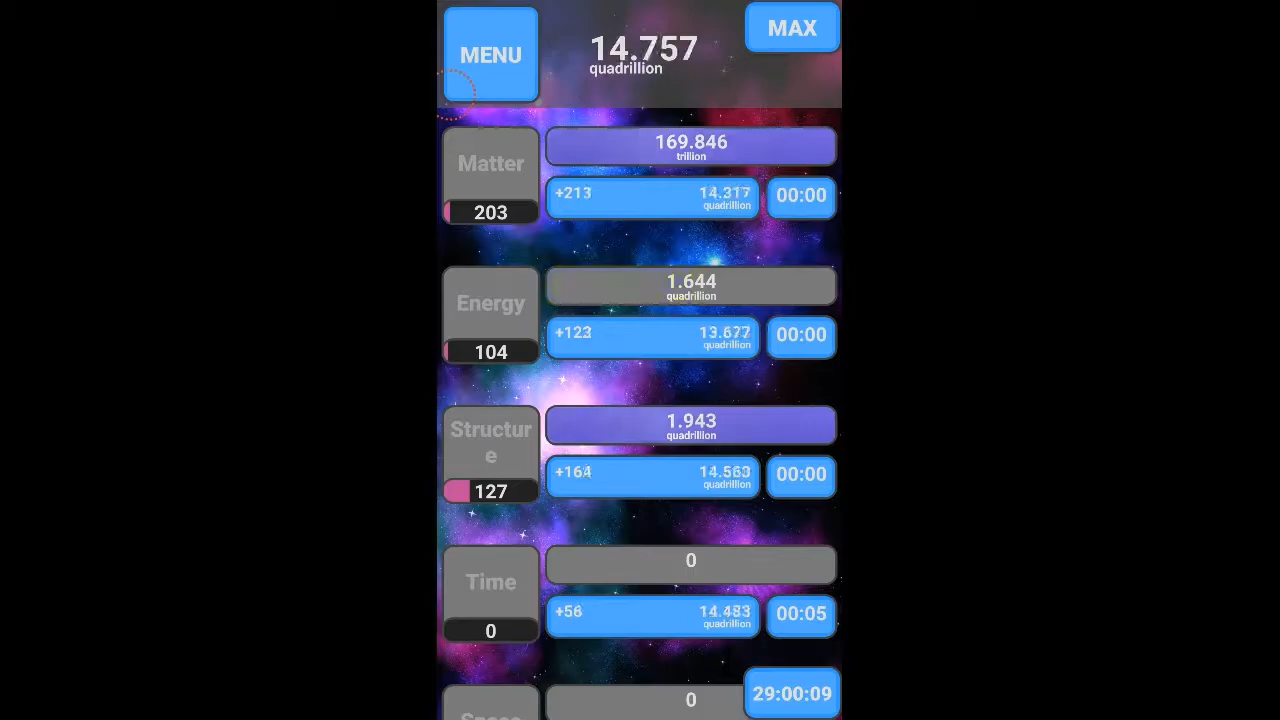 MENU
14.757
quadrillion
MAX
Matter
203
169.846
trillion
+213
14.317
quadrillion
00:00
Energy
104
1.644
quadrillion
+123
13.677
quadrillion
00:00
Structur
e
127
1.943
quadrillion
+164
14.563
quadrillion
00:00
Time
0
0
+56
14.483
quadrillion
00:05
0
29:00:09